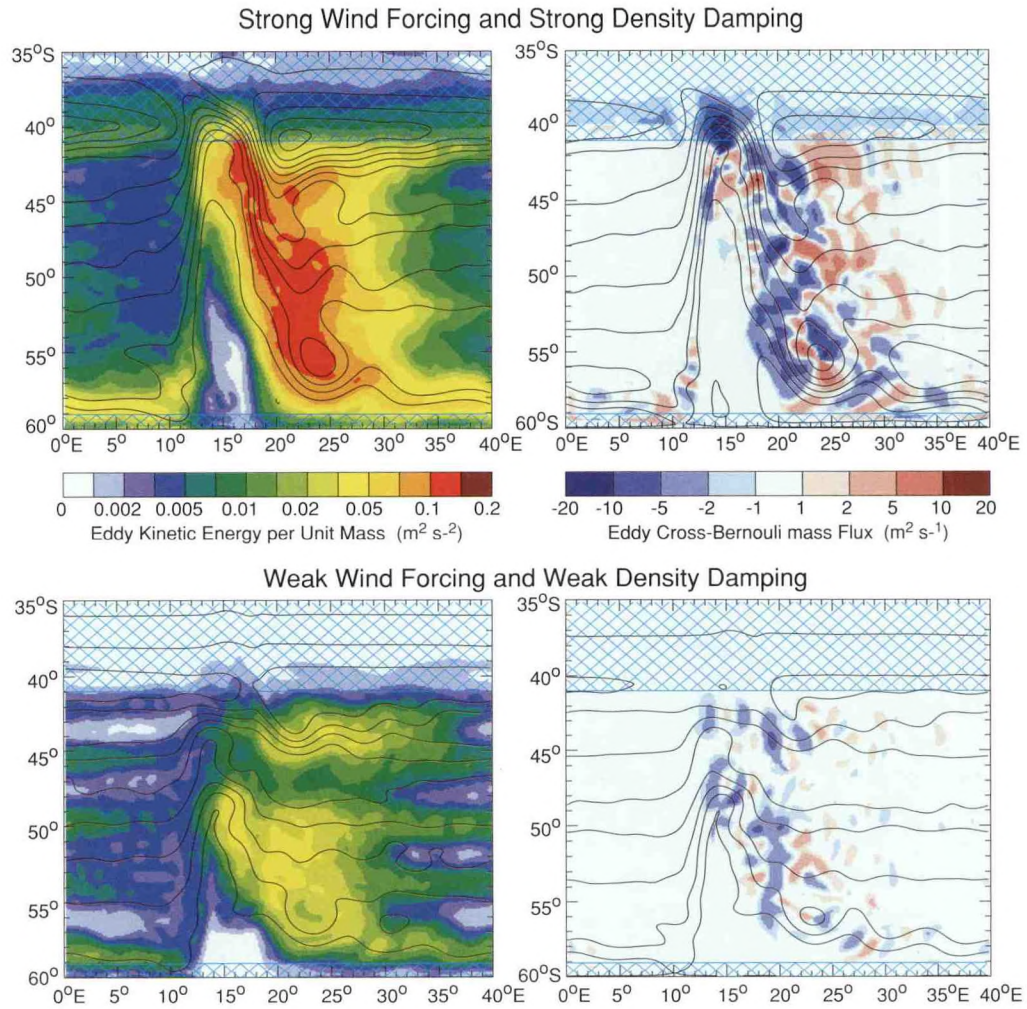 Strong Wind Forcing and Strong Density Damping
35°S
40°
45°
50°
55°
60°S
0°E 5° 10° 15° 20° 25° 30° 35° 40°E
35°S
40°
45°
50°
55°
60°S
0°E 5° 10° 15° 20° 25° 30° 35°E 40°E
0 0.002 0.005 0.01 0.02 0.05 0.1 0.2
Eddy Kinetic Energy per Unit Mass (m² s-²)
-20 -10 -5 -2 -1 1 2 5 10 20
Eddy Cross-Bernouli mass Flux (m² s-¹)
Weak Wind Forcing and Weak Density Damping
35°S
40°
45°
50°
55°
60°S
0°E 5° 10° 15° 20° 25° 30° 35° 40°E
35°S
40°
45°
50°
55°
60°S
0°E 5° 10° 15° 20° 25° 30° 35°E 40°E